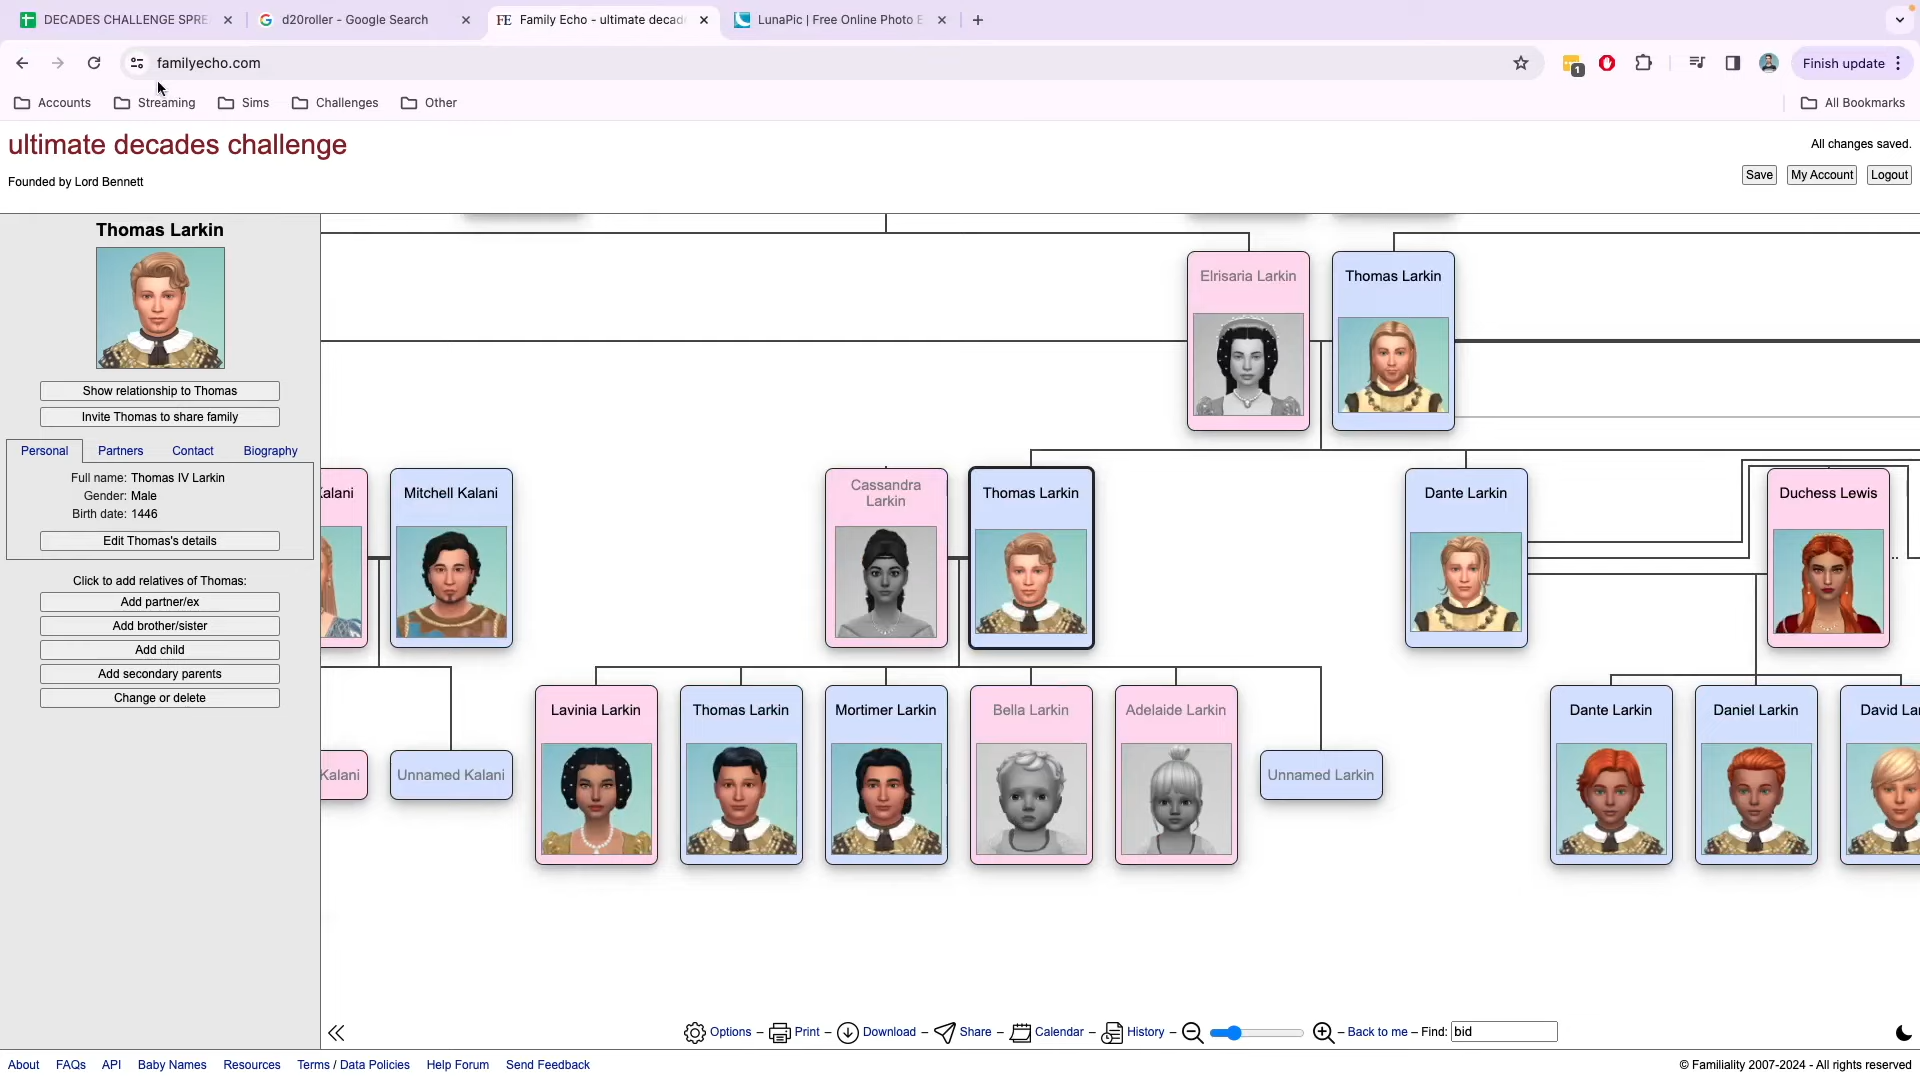 DECADES CHALLENGE SPRE
d20roller - Google Search
Family Echo - ultimate decad
LunaPic | Free Online Photo E
familyecho.com
1
Finish update
Accounts
Streaming
Sims
Challenges
Other
All Bookmarks
ultimate decades challenge
All changes saved.
Founded by Lord Bennett
Save
My Account
Logout
Thomas Larkin
Show relationship to Thomas
Invite Thomas to share family
Personal
Partners
Contact
Biography
Full name: Thomas IV Larkin
Gender: Male
Birth date: 1446
Edit Thomas's details
Click to add relatives of Thomas:
Add partner/ex
Add brother/sister
Add child
Add secondary parents
Change or delete
Elrisaria Larkin
Thomas Larkin
Kalani
Mitchell Kalani
Cassandra
Larkin
Thomas Larkin
Dante Larkin
Duchess Lewis
...
Kalani
Unnamed Kalani
Lavinia Larkin
Thomas Larkin
Mortimer Larkin
Bella Larkin
Adelaide Larkin
Unnamed Larkin
Dante Larkin
Daniel Larkin
David Lar
Options – Print – Download – Share – Calendar – History – – Back to me – Find: bid
About
FAQs
API
Baby Names
Resources
Terms / Data Policies
Help Forum
Send Feedback
© Familiality 2007-2024 - All rights reserved